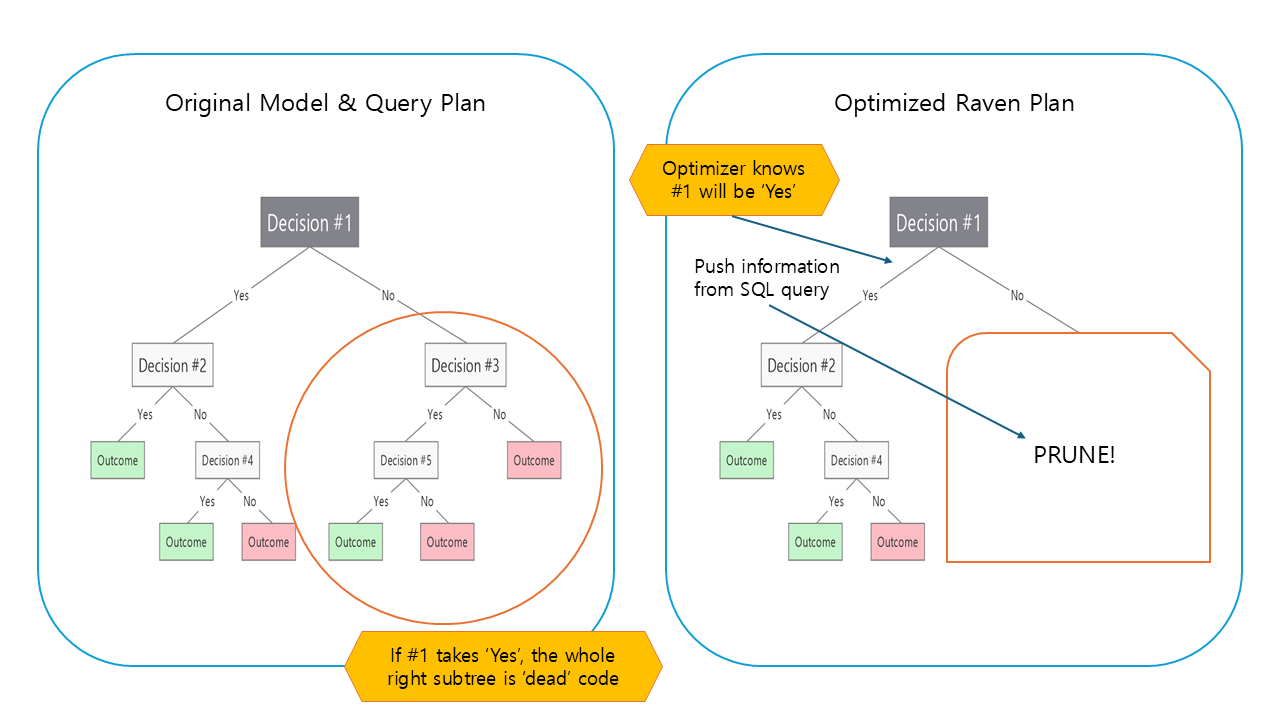 Original Model & Query Plan
Decision #1
Yes
No
Decision #2
Decision #3
Yes
No
Yes
No
Outcome
Decision #4
Decision #5
Outcome
Yes
No
Yes
No
Outcome
Outcome
Outcome
Outcome
If #1 takes ‘Yes’, the whole
right subtree is ‘dead’ code
Optimized Raven Plan
Optimizer knows
#1 will be ‘Yes’
Decision #1
Push information
from SQL query
Yes
No
Decision #2
Yes
No
Outcome
Decision #4
PRUNE!
Yes
No
Outcome
Outcome